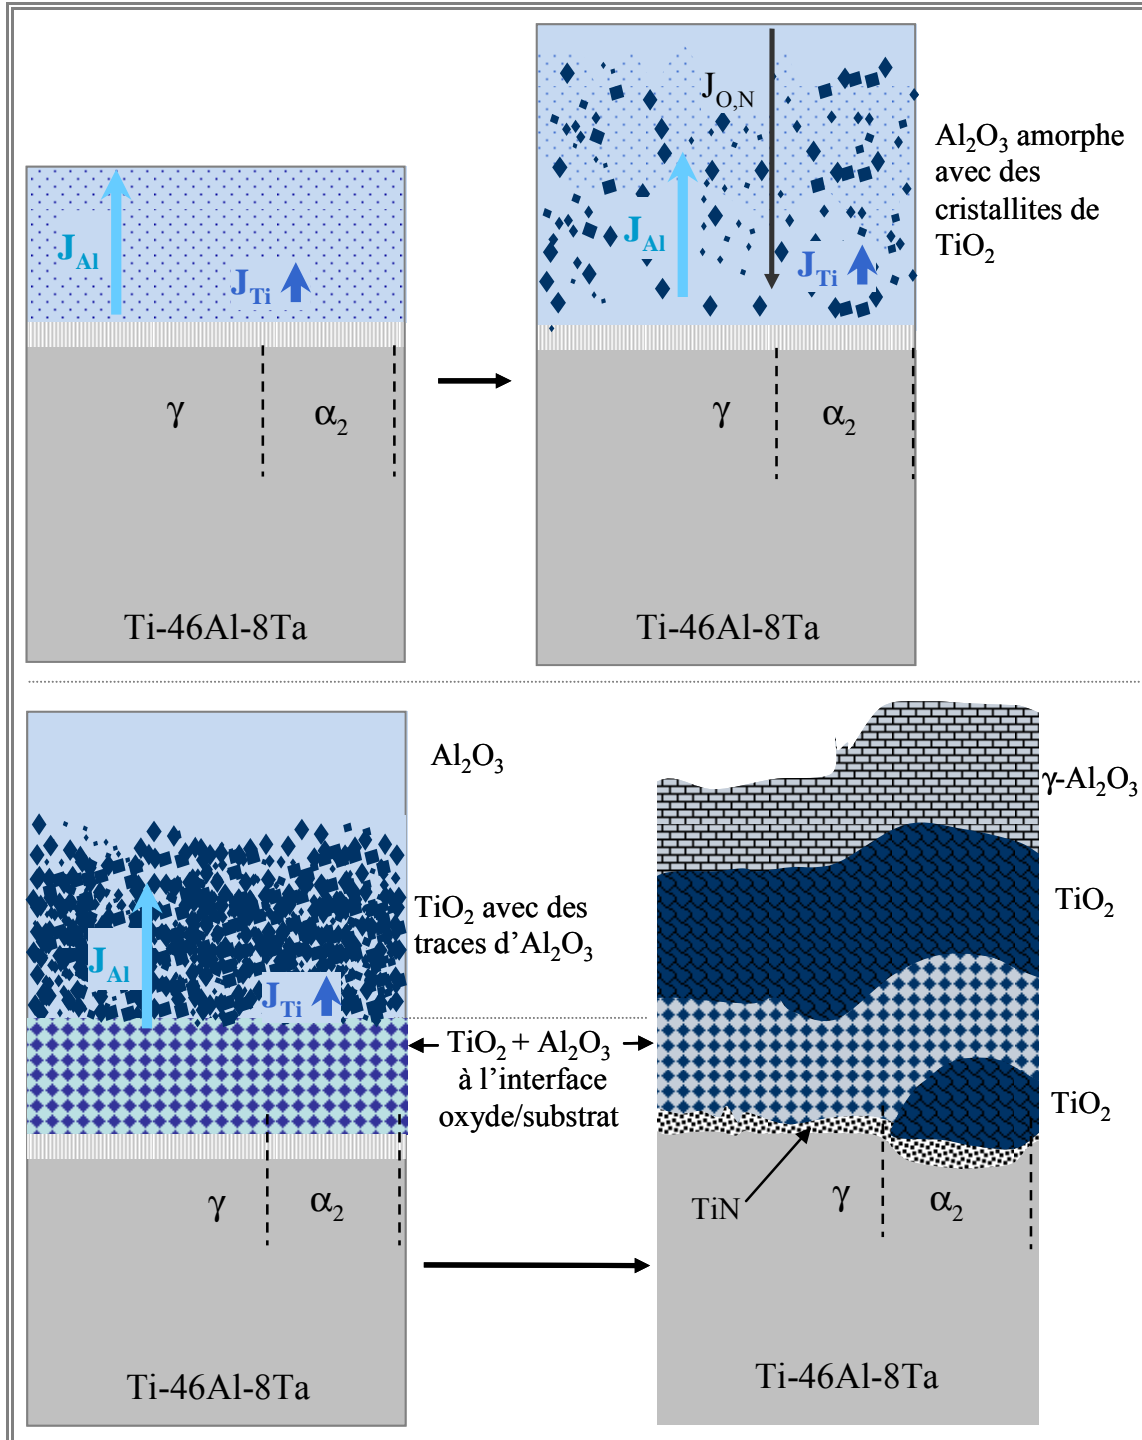 J_Al
J_Ti
γ
α₂
Ti-46Al-8Ta
J_O,N
J_Al
J_Ti
γ
α₂
Ti-46Al-8Ta
Al₂O₃ amorphe
avec des
cristallites de
TiO₂
Al₂O₃
TiO₂ avec des
traces d'Al₂O₃
J_Al
J_Ti
TiO₂ + Al₂O₃
à l'interface
oxyde/substrat
γ
α₂
Ti-46Al-8Ta
γ-Al₂O₃
TiO₂
TiO₂
TiN
γ
α₂
Ti-46Al-8Ta